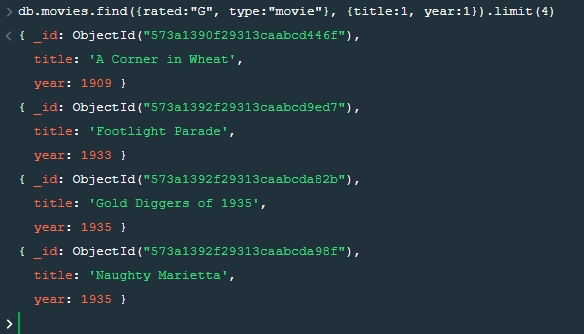 > db.movies.find({rated:"G", type:"movie"}, {title:1, year:1}).limit(4)
< { _id: ObjectId("573a1390f29313caabcd446f"),
title: 'A Corner in Wheat',
year: 1909 }
{ _id: ObjectId("573a1392f29313caabcd9ed7"),
title: 'Footlight Parade',
year: 1933 }
{ _id: ObjectId("573a1392f29313caabcda82b"),
title: 'Gold Diggers of 1935',
year: 1935 }
{ _id: ObjectId("573a1392f29313caabcda98f"),
title: 'Naughty Marietta',
year: 1935 }
>